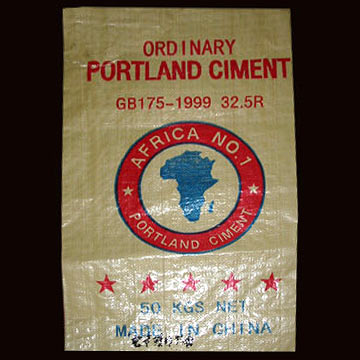 ORDINARY
PORTLAND CIMENT
GB175-1999 32.5R
AFRICA NO.1
PORTLAND CIMENT
50 KGS NET
MADE IN CHINA